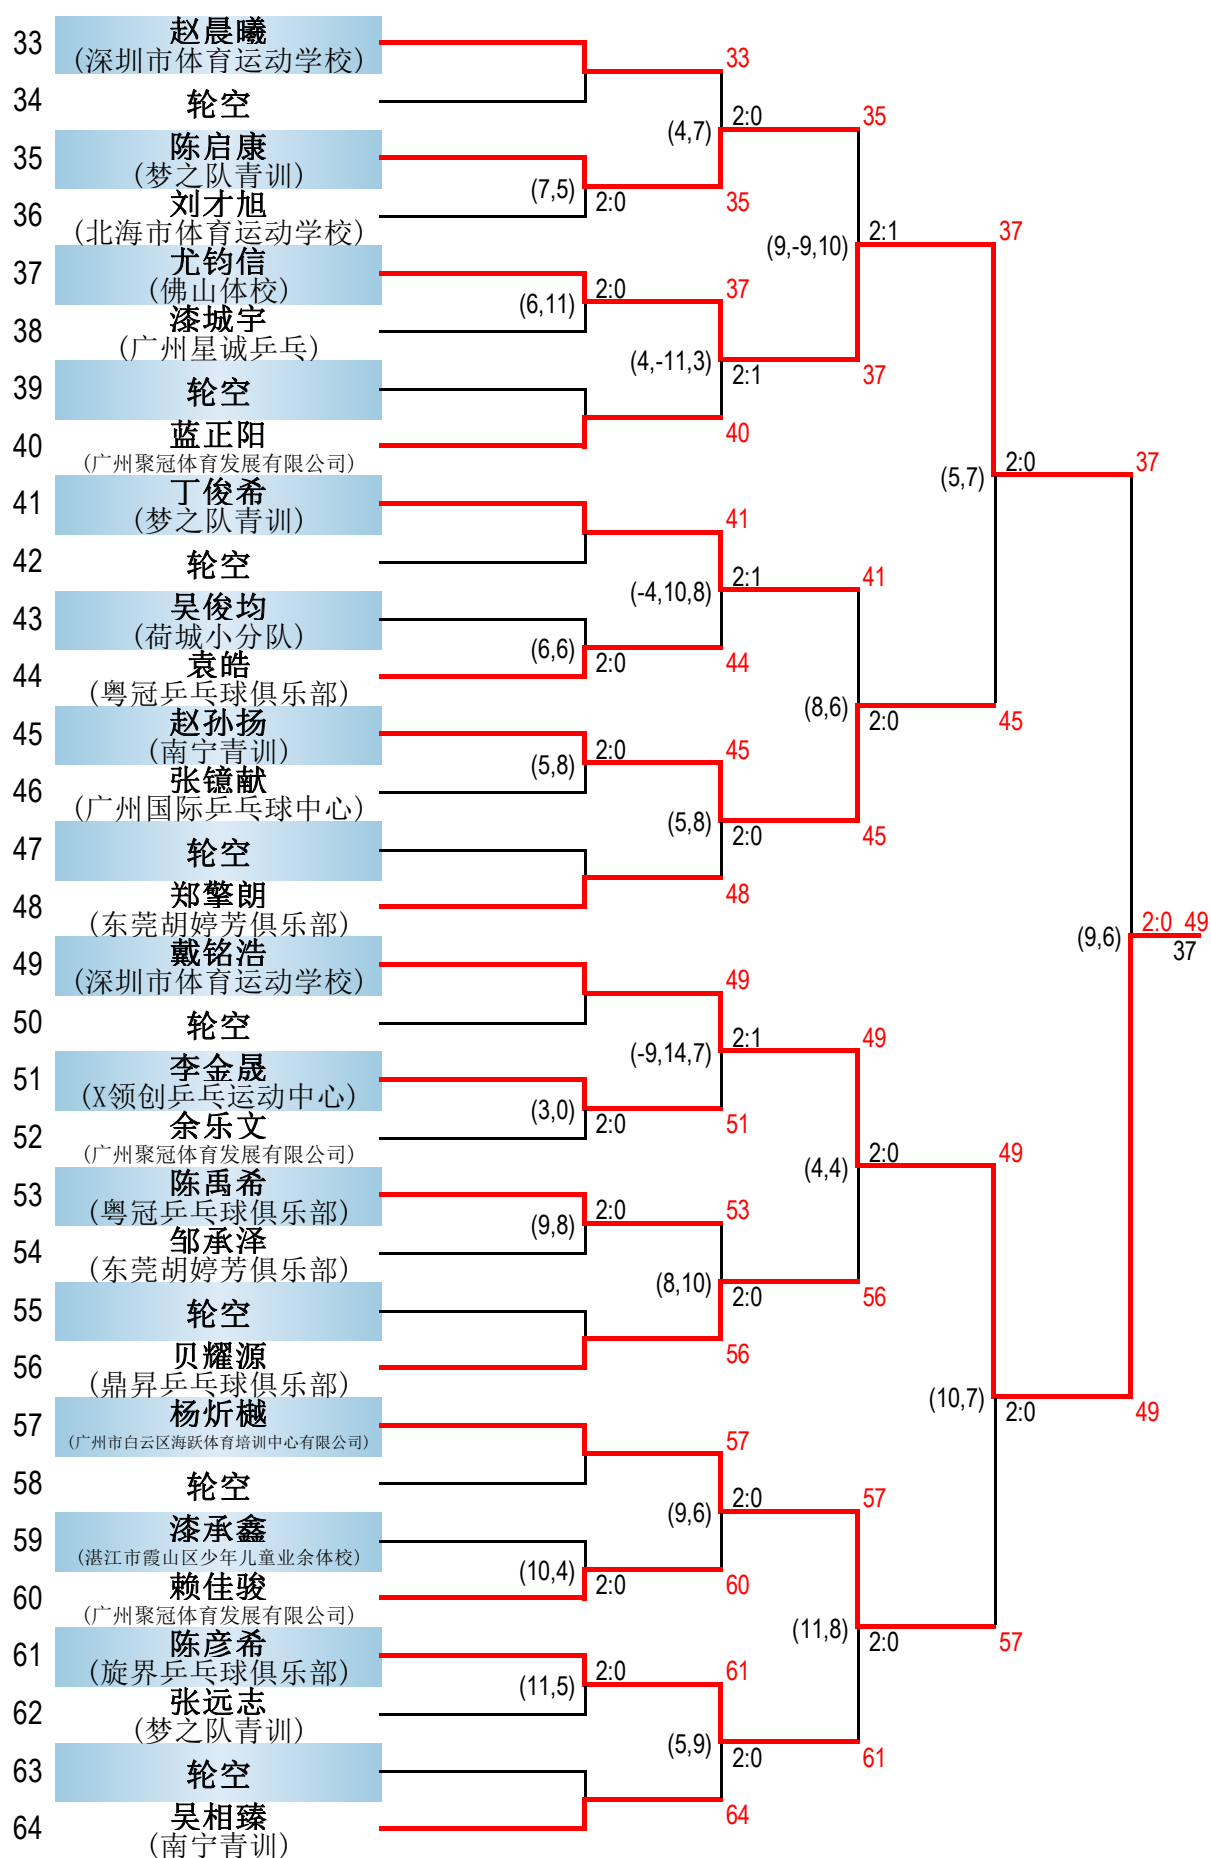 33 赵晨曦
(深圳市体育运动学校)
34 轮空
35 陈启康
(梦之队青训)
36 刘才旭
(北海市体育运动学校)
37 尤钧信
(佛山体校)
38 漆城宇
(广州星诚乒乓)
39 轮空
40 蓝正阳
(广州聚冠体育发展有限公司)
41 丁俊希
(梦之队青训)
42 轮空
43 吴俊均
(荷城小分队)
44 袁皓
(粤冠乒乓球俱乐部)
45 赵孙扬
(南宁青训)
46 张镱献
(广州国际乒乓球中心)
47 轮空
48 郑擎朗
(东莞胡婷芳俱乐部)
49 戴铭浩
(深圳市体育运动学校)
50 轮空
51 李金晟
(X领创乒乓运动中心)
52 余乐文
(广州聚冠体育发展有限公司)
53 陈禹希
(粤冠乒乓球俱乐部)
54 邹承泽
(东莞胡婷芳俱乐部)
55 轮空
56 贝耀源
(鼎昇乒乓球俱乐部)
57 杨炘樾
(广州市白云区海跃体育培训中心有限公司)
58 轮空
59 漆承鑫
(湛江市霞山区少年儿童业余体校)
60 赖佳骏
(广州聚冠体育发展有限公司)
61 陈彦希
(旋界乒乓球俱乐部)
62 张远志
(梦之队青训)
63 轮空
64 吴相臻
(南宁青训)
33
(7,5) 2:0 35
(6,11) 2:0 37
40
41
(6,6) 2:0 44
(5,8) 2:0 45
48
49
(3,0) 2:0 51
(9,8) 2:0 53
56
57
(10,4) 2:0 60
(11,5) 2:0 61
64
(4,7) 2:0 35
(4,-11,3) 2:1 37
(-4,10,8) 2:1 41
(5,8) 2:0 45
(-9,14,7) 2:1 49
(8,10) 2:0 56
(9,6) 2:0 57
(5,9) 2:0 61
(9,-9,10) 2:1 37
(8,6) 2:0 45
(4,4) 2:0 49
(11,8) 2:0 57
(5,7) 2:0 37
(10,7) 2:0 49
(9,6) 2:0 49
37